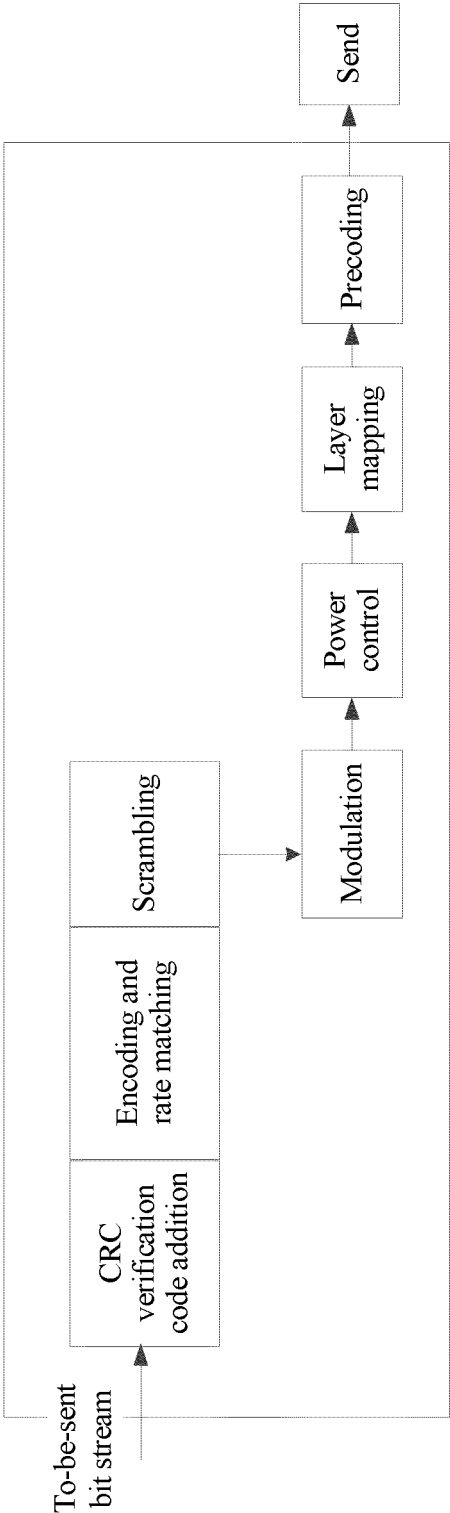 To-be-sent
bit stream
CRC
verification
code addition
Encoding and
rate matching
Scrambling
Modulation
Power
control
Layer
mapping
Precoding
Send